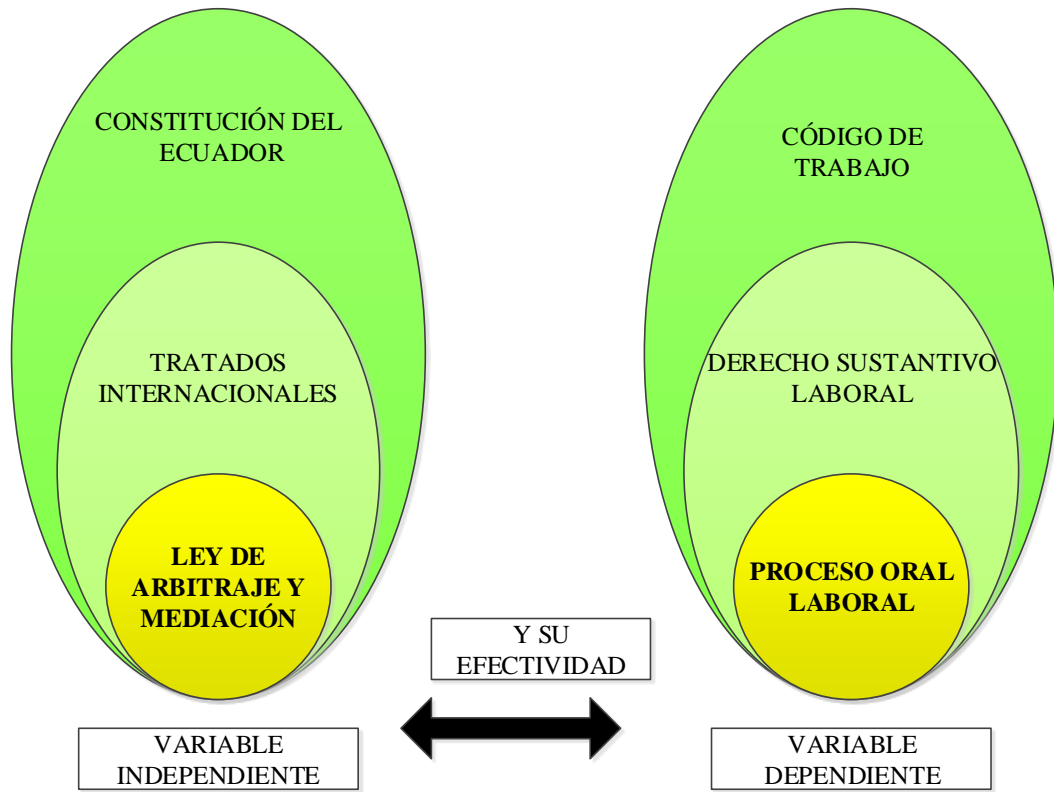 CONSTITUCIÓN DEL
ECUADOR
TRATADOS
INTERNACIONALES
LEY DE
ARBITRAJE Y
MEDIACIÓN
VARIABLE
INDEPENDIENTE
Y SU
EFECTIVIDAD
CÓDIGO DE
TRABAJO
DERECHO SUSTANTIVO
LABORAL
PROCESO ORAL
LABORAL
VARIABLE
DEPENDIENTE